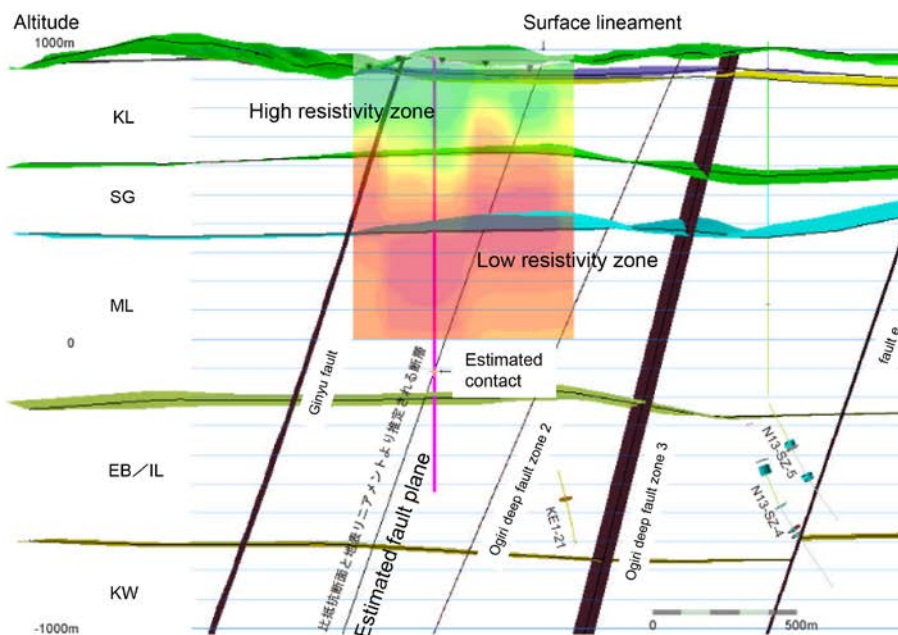 Altitude
Surface lineament
1000m
High resistivity zone
KL
SG
Low resistivity zone
ML
0
Estimated
contact
Ginyu fault
比抵抗断面と地表リニアメントより推定される断層
Estimated fault plane
Ogiri deep fault zone 2
KE1-21
Ogiri deep fault zone 3
N13-SZ-5
N13-SZ-4
fault e
EB／IL
KW
-1000m
0
500m